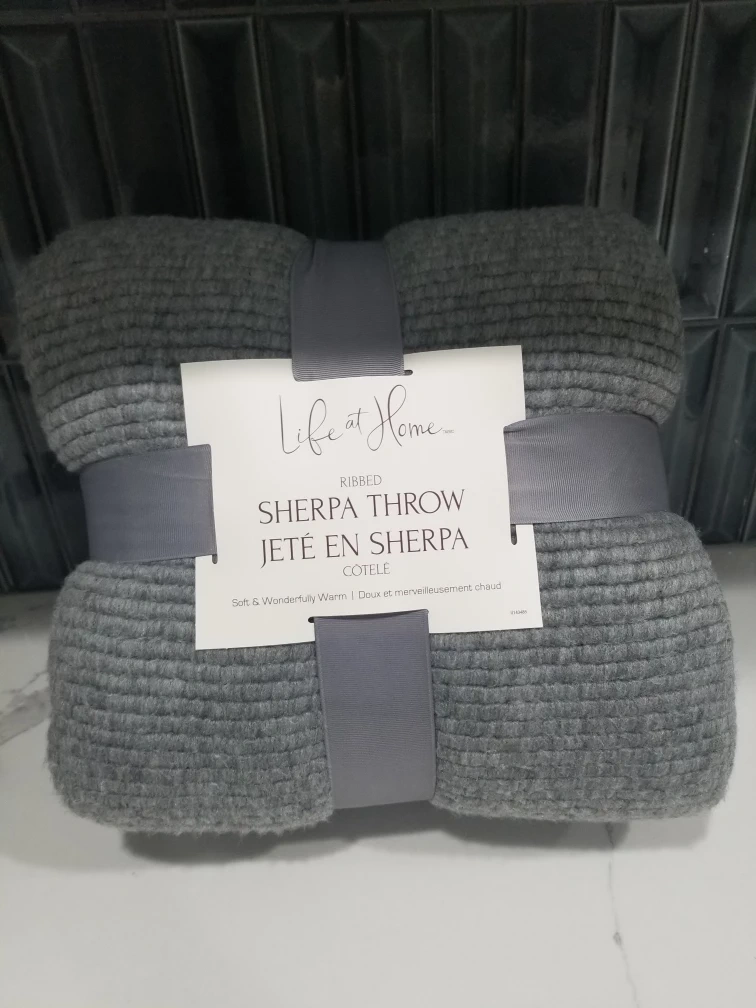 Life at Home
RIBBED
SHERPA THROW
JETÉ EN SHERPA
CÔTELÉ
Soft & Wonderfully Warm | Doux et merveilleusement chaud